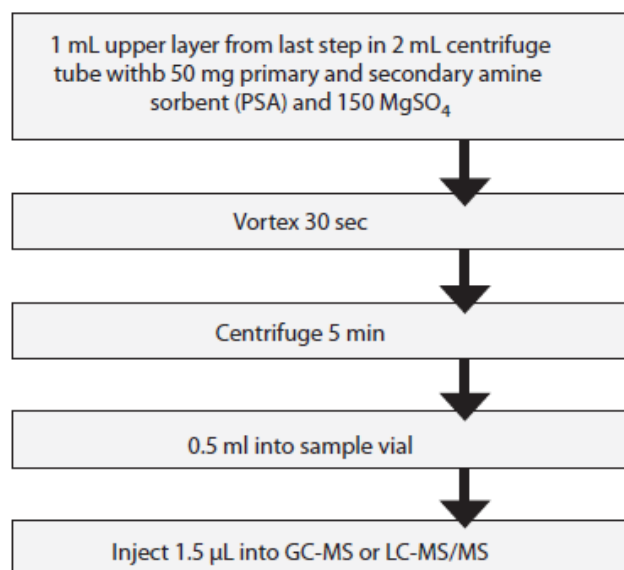 1 mL upper layer from last step in 2 mL centrifuge
tube withb 50 mg primary and secondary amine
sorbent (PSA) and 150 MgSO₄
Vortex 30 sec
Centrifuge 5 min
0.5 ml into sample vial
Inject 1.5 µL into GC-MS or LC-MS/MS